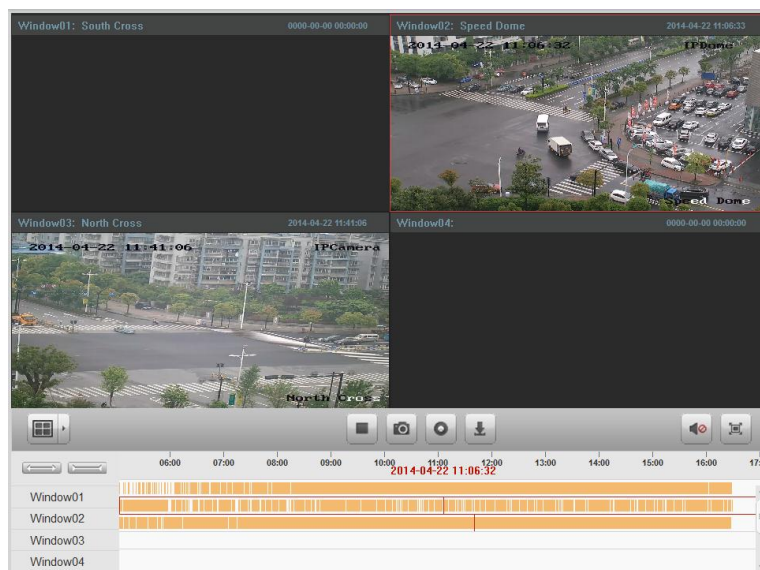 Window01: South Cross 0000-00-00 00:00:00
Window02: Speed Dome 2014-04-22 11:06:33
2014-04-22 11:06:32 IPDome
Speed Dome
Window03: North Cross 2014-04-22 11:41:06
Window04: 0000-00-00 00:00:00
2014-04-22 11:41:06 IPCamera
North Cros
06:00 07:00 08:00 09:00 10:00 11:00 12:00 13:00 14:00 15:00 16:00 17:
2014-04-22 11:06:32
Window01
Window02
Window03
Window04